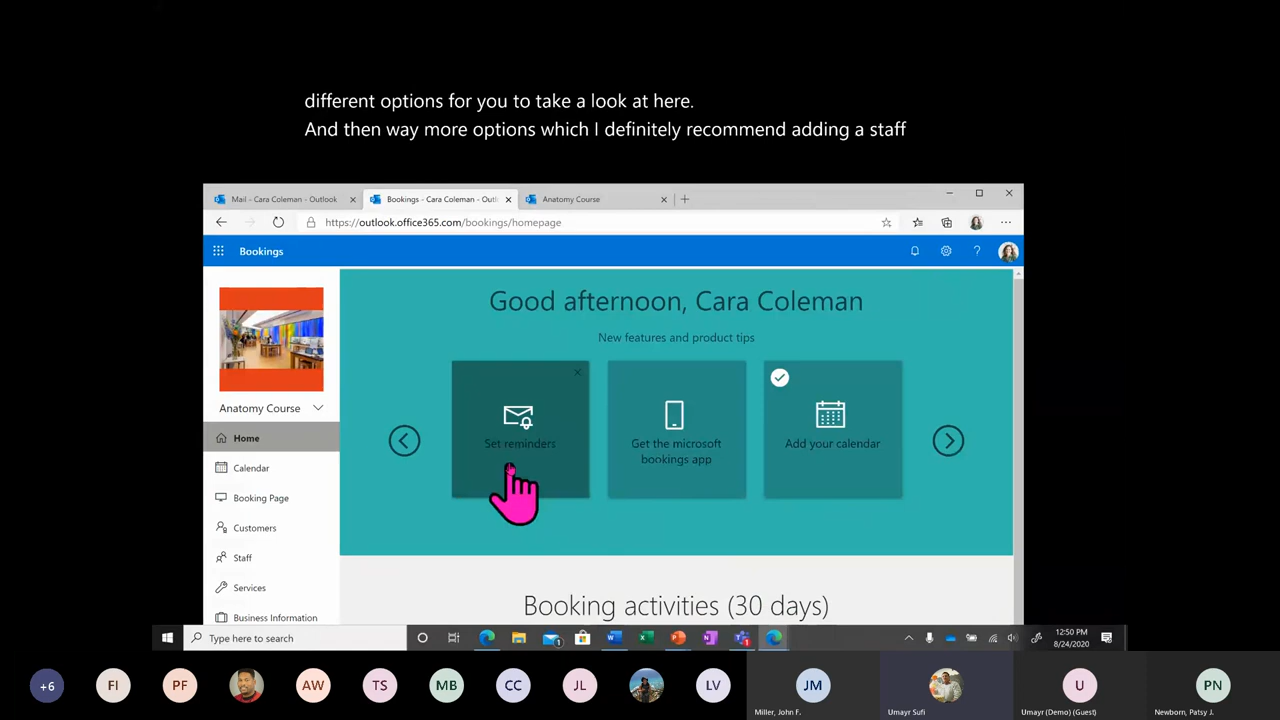 different options for you to take a look at here.
And then way more options which I definitely recommend adding a staff
Mail - Cara Coleman - Outlook
Bookings - Cara Coleman - Outl
Anatomy Course
https://outlook.office365.com/bookings/homepage
Bookings
Good afternoon, Cara Coleman
New features and product tips
Set reminders
Get the microsoft
bookings app
Add your calendar
Anatomy Course
Home
Calendar
Booking Page
Customers
Staff
Services
Business Information
Booking activities (30 days)
Type here to search
12:50 PM
8/24/2020
+6
FI
PF
AW
TS
MB
CC
JL
LV
JM
U
PN
Miller, John F.
Umayr Sufi
Umayr (Demo) (Guest)
Newborn, Patsy J.